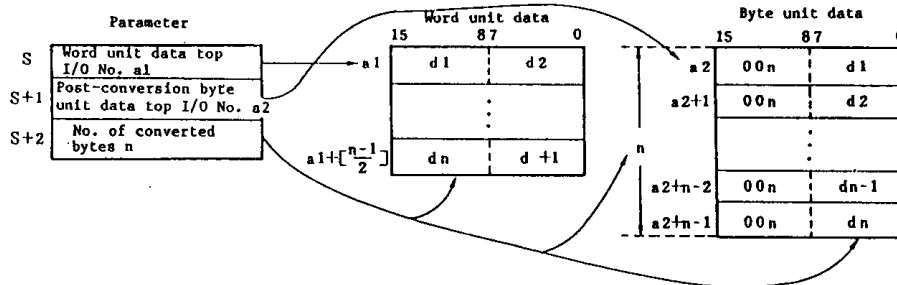 Parameter
S
Word unit data top
I/O No. a1
S+1
Post-conversion byte
unit data top I/O No. a2
S+2
No. of converted
bytes n
Word unit data
15 8 7 0
a1
d1 d2
a1+[n-1/2]
dn d +1
n
Byte unit data
15 8 7
a2
00n d1
a2+1
00n d2
a2+n-2
00n dn-1
a2+n-1
00n dn